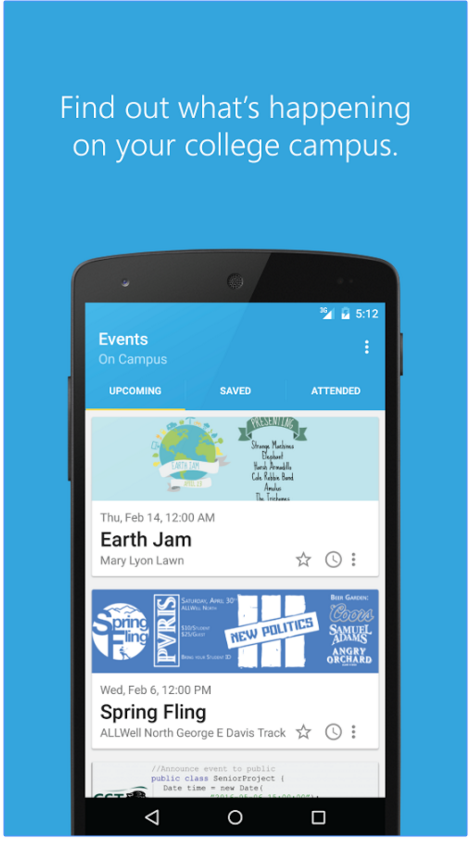 Find out what's happening
on your college campus.
3G
5:12
Events
On Campus
UPCOMING
SAVED
ATTENDED
EARTH JAM
PRESENTING
Strange Machines
Elephant
Harsh Armadillo
Cole Robbie Band
Amulus
Thu, Feb 14, 12:00 AM
Earth Jam
Mary Lyon Lawn
Spring
Fling
PVRIS
SATURDAY, APRIL 30
ALLWELL NORTH
$10/STUDENT
$25/GUEST
BRING YOUR STUDENT ID
NEW POLITICS
BEER GARDEN:
Coors
SAMUEL
ADAMS
ANGRY
ORCHARD
Wed, Feb 6, 12:00 PM
Spring Fling
ALLWell North George E Davis Track
//Announce event to public
public class SeniorProject {
Date time = new Date(